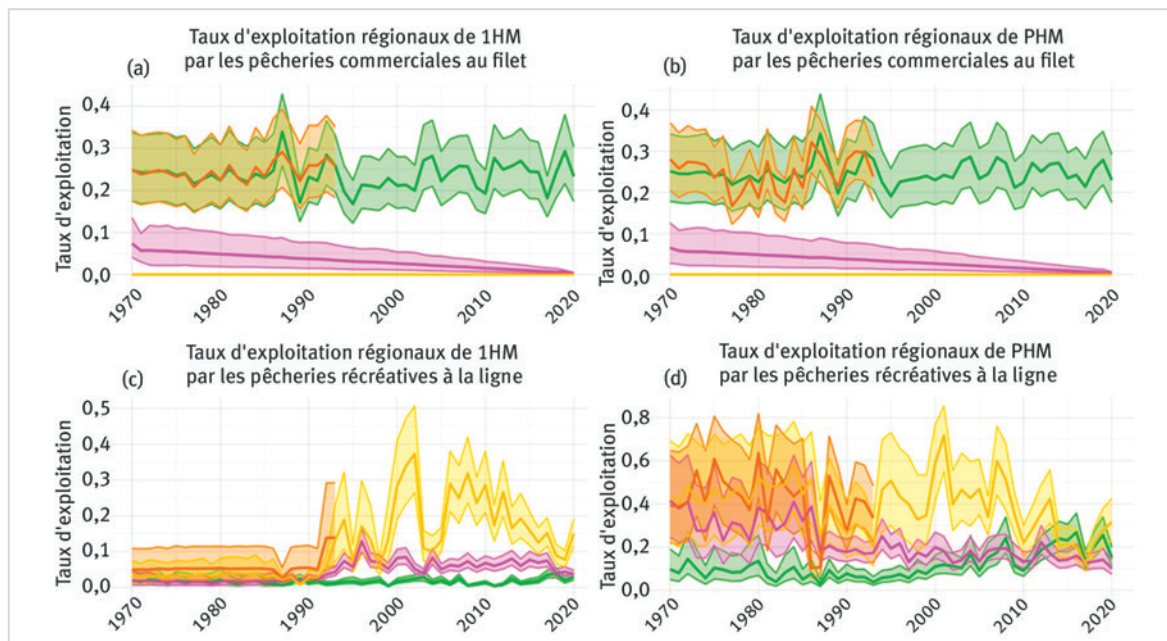 Taux d'exploitation régionaux de 1HM
par les pêcheries commerciales au filet
(a)
Taux d'exploitation
0,4
0,3
0,2
0,1
0,0
1970
1980
1990
2000
2010
2020
Taux d'exploitation régionaux de PHM
par les pêcheries commerciales au filet
(b)
Taux d'exploitation
0,4
0,3
0,2
0,1
0,0
1970
1980
1990
2000
2010
2020
Taux d'exploitation régionaux de 1HM
par les pêcheries récréatives à la ligne
(c)
Taux d'exploitation
0,5
0,4
0,3
0,2
0,1
0,0
1970
1980
1990
2000
2010
2020
Taux d'exploitation régionaux de PHM
par les pêcheries récréatives à la ligne
(d)
Taux d'exploitation
0,8
0,6
0,4
0,2
0,0
1970
1980
1990
2000
2010
2020